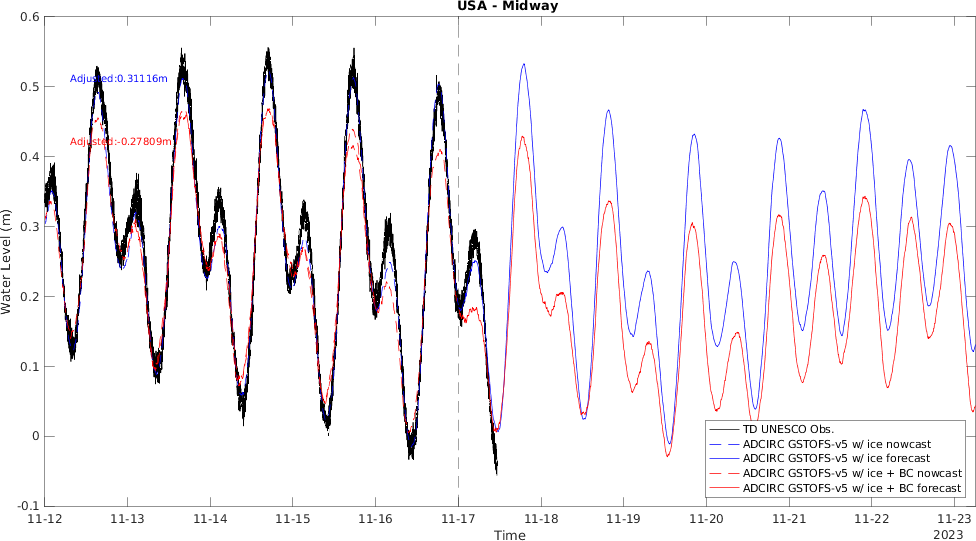 USA - Midway
0.6
0.5
0.4
0.3
0.2
0.1
0
-0.1
Water Level (m)
Adjusted:0.31116m
Adjusted:-0.27809m
TD UNESCO Obs.
ADCIRC GSTOFS-v5 w/ ice nowcast
ADCIRC GSTOFS-v5 w/ ice forecast
ADCIRC GSTOFS-v5 w/ ice + BC nowcast
ADCIRC GSTOFS-v5 w/ ice + BC forecast
11-12 11-13 11-14 11-15 11-16 11-17 11-18 11-19 11-20 11-21 11-22 11-23
Time
2023